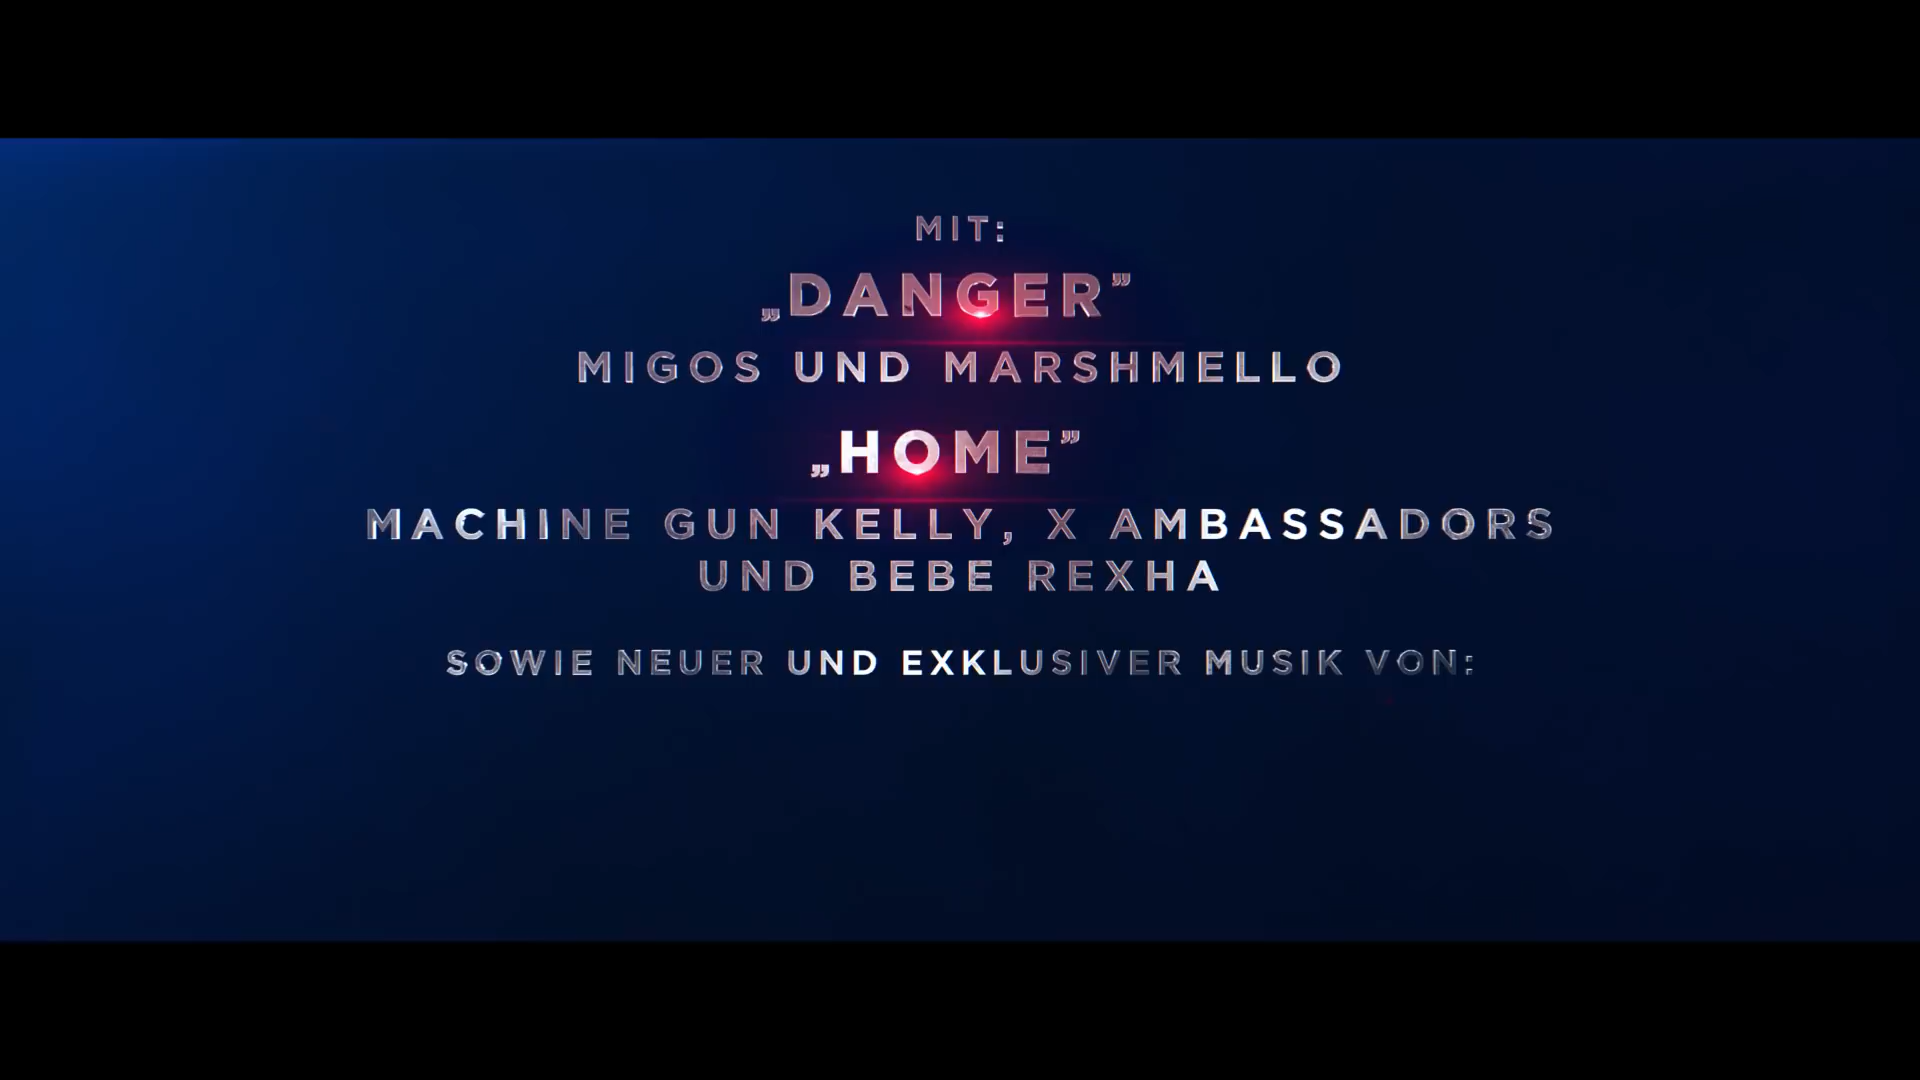 MIT:
„DANGER”
MIGOS UND MARSHMELLO
„HOME”
MACHINE GUN KELLY, X AMBASSADORS
UND BEBE REXHA
SOWIE NEUER UND EXKLUSIVER MUSIK VON: